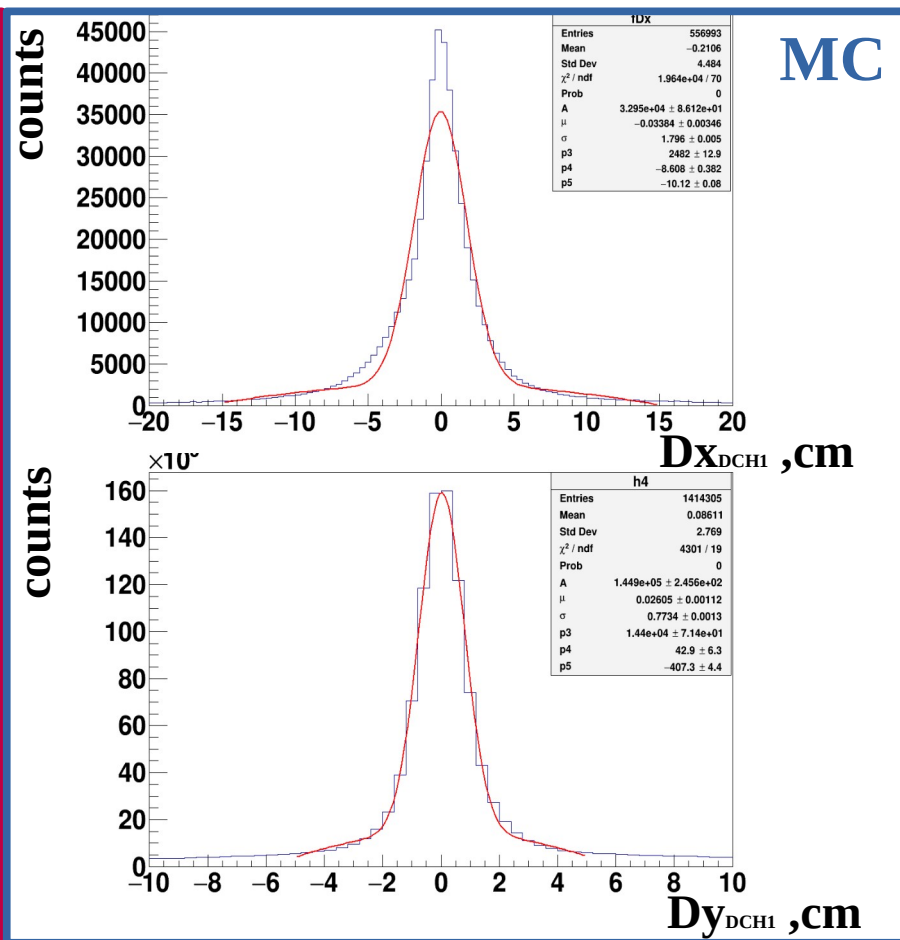 MC
counts
45000
40000
35000
30000
25000
20000
15000
10000
5000
0
−20 −15 −10 −5 0 5 10 15 20
DxDCH1 ,cm
fDx
Entries 556993
Mean −0.2106
Std Dev 4.484
χ² / ndf 1.964e+04 / 70
Prob 0
A 3.295e+04 ± 8.612e+01
μ −0.03384 ± 0.00346
σ 1.796 ± 0.005
p3 2482 ± 12.9
p4 −8.608 ± 0.382
p5 −10.12 ± 0.08
counts
160
140
120
100
80
60
40
20
0
−10 −8 −6 −4 −2 0 2 4 6 8 10
DyDCH1 ,cm
h4
Entries 1414305
Mean 0.08611
Std Dev 2.769
χ² / ndf 4301 / 19
Prob 0
A 1.449e+05 ± 2.456e+02
μ 0.02605 ± 0.00112
σ 0.7734 ± 0.0013
p3 1.44e+04 ± 7.14e+01
p4 42.9 ± 6.3
p5 −407.3 ± 4.4